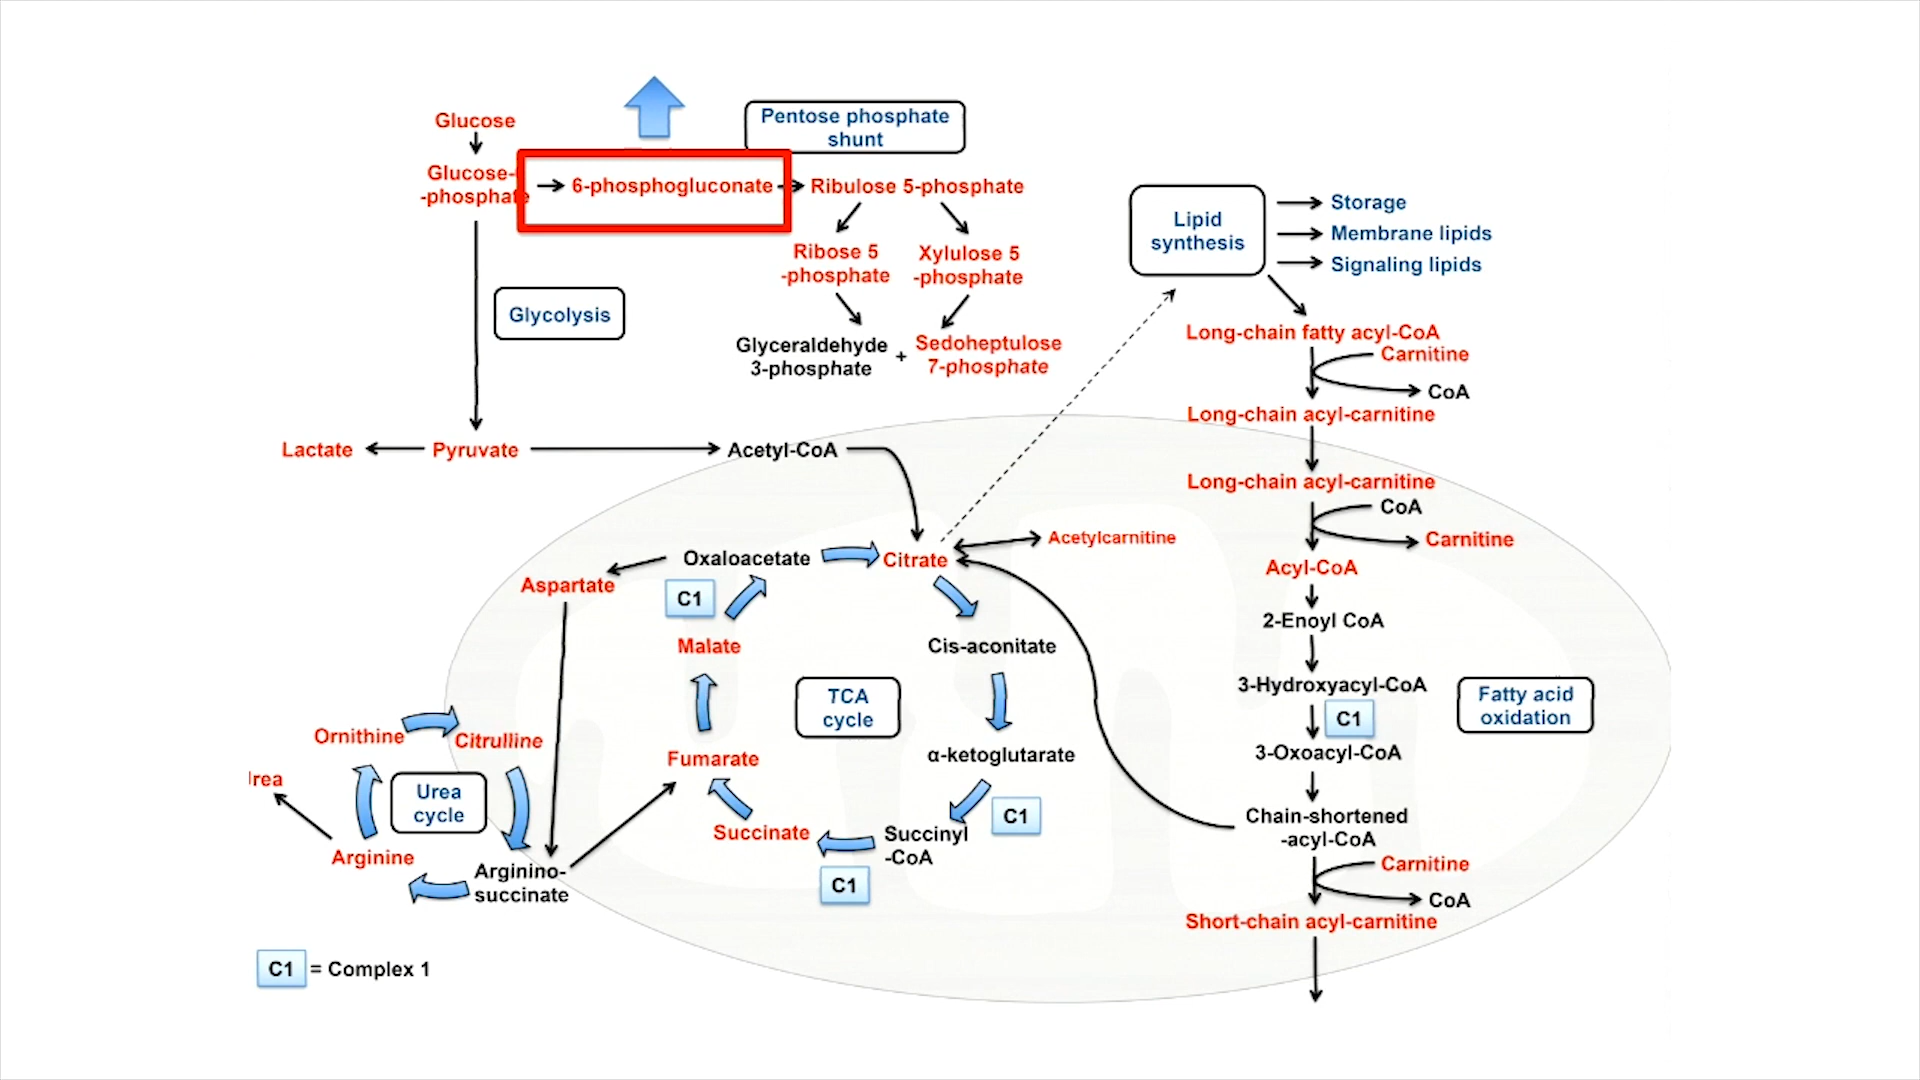 Glucose
Pentose phosphate
shunt
Glucose-
-phosphate
6-phosphogluconate
Ribulose 5-phosphate
Ribose 5
-phosphate
Xylulose 5
-phosphate
Glyceraldehyde
3-phosphate
+
Sedoheptulose
7-phosphate
Glycolysis
Lipid
synthesis
Storage
Membrane lipids
Signaling lipids
Long-chain fatty acyl-CoA
Carnitine
CoA
Long-chain acyl-carnitine
Lactate
Pyruvate
Acetyl-CoA
Long-chain acyl-carnitine
CoA
Carnitine
Acyl-CoA
2-Enoyl CoA
3-Hydroxyacyl-CoA
C1
3-Oxoacyl-CoA
Fatty acid
oxidation
Chain-shortened
-acyl-CoA
Carnitine
CoA
Short-chain acyl-carnitine
Oxaloacetate
Citrate
Acetylcarnitine
Aspartate
C1
Malate
Cis-aconitate
TCA
cycle
Fumarate
α-ketoglutarate
C1
Succinate
Succinyl
-CoA
C1
Ornithine
Citrulline
Urea
cycle
Arginine
Arginino-
succinate
C1 = Complex 1